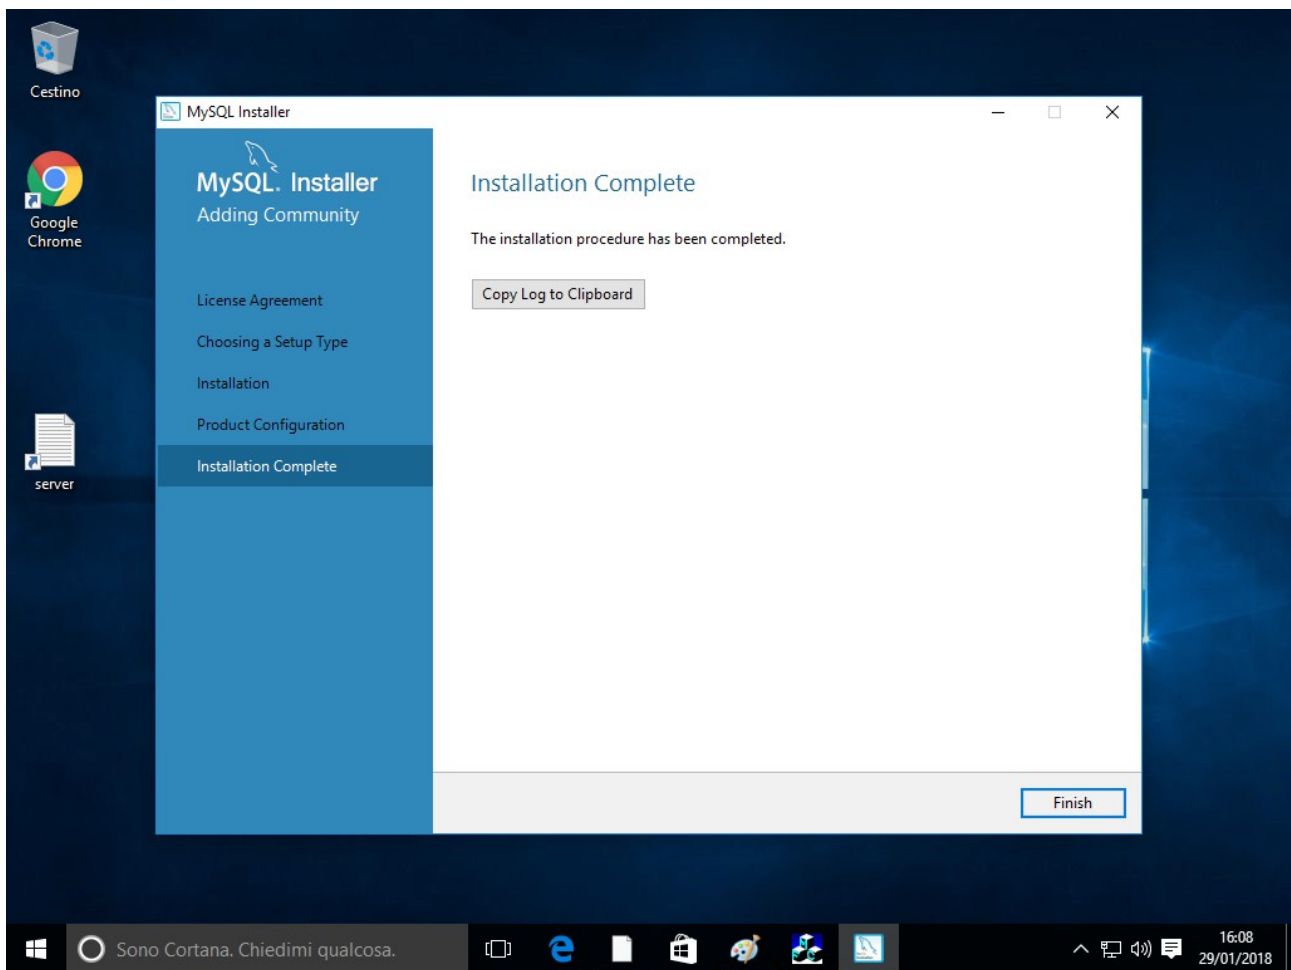 Cestino
Google
Chrome
server
MySQL Installer
MySQL. Installer
Adding Community
License Agreement
Choosing a Setup Type
Installation
Product Configuration
Installation Complete
Installation Complete
The installation procedure has been completed.
Copy Log to Clipboard
Finish
Sono Cortana. Chiedimi qualcosa.
16:08
29/01/2018